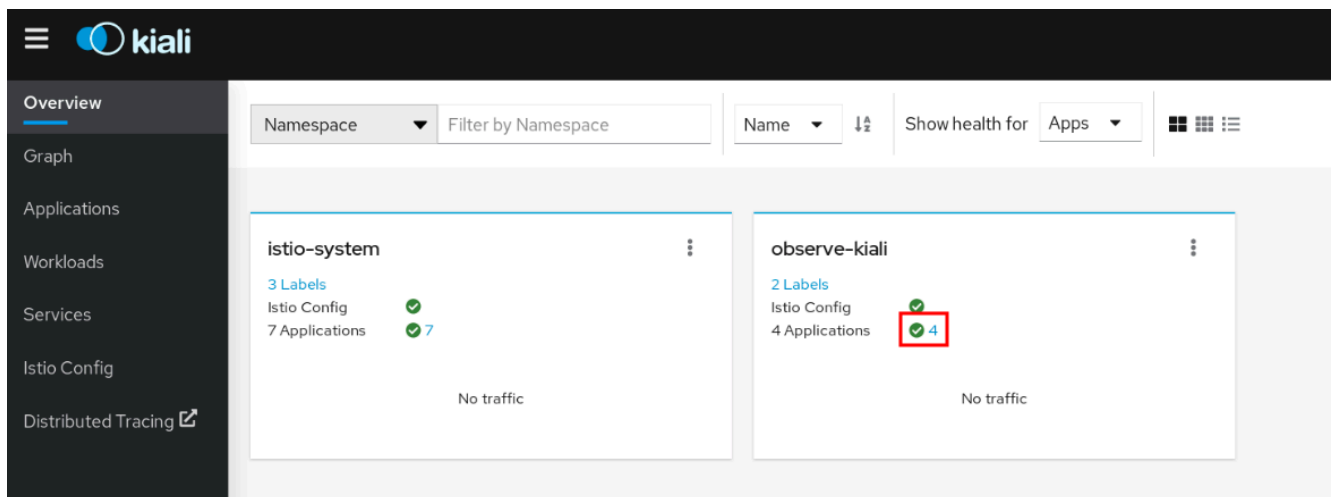 kiali
Overview
Graph
Applications
Workloads
Services
Istio Config
Distributed Tracing
Namespace Filter by Namespace Name Show health for Apps
istio-system
3 Labels
Istio Config
7 Applications 7
No traffic
observe-kiali
2 Labels
Istio Config
4 Applications 4
No traffic